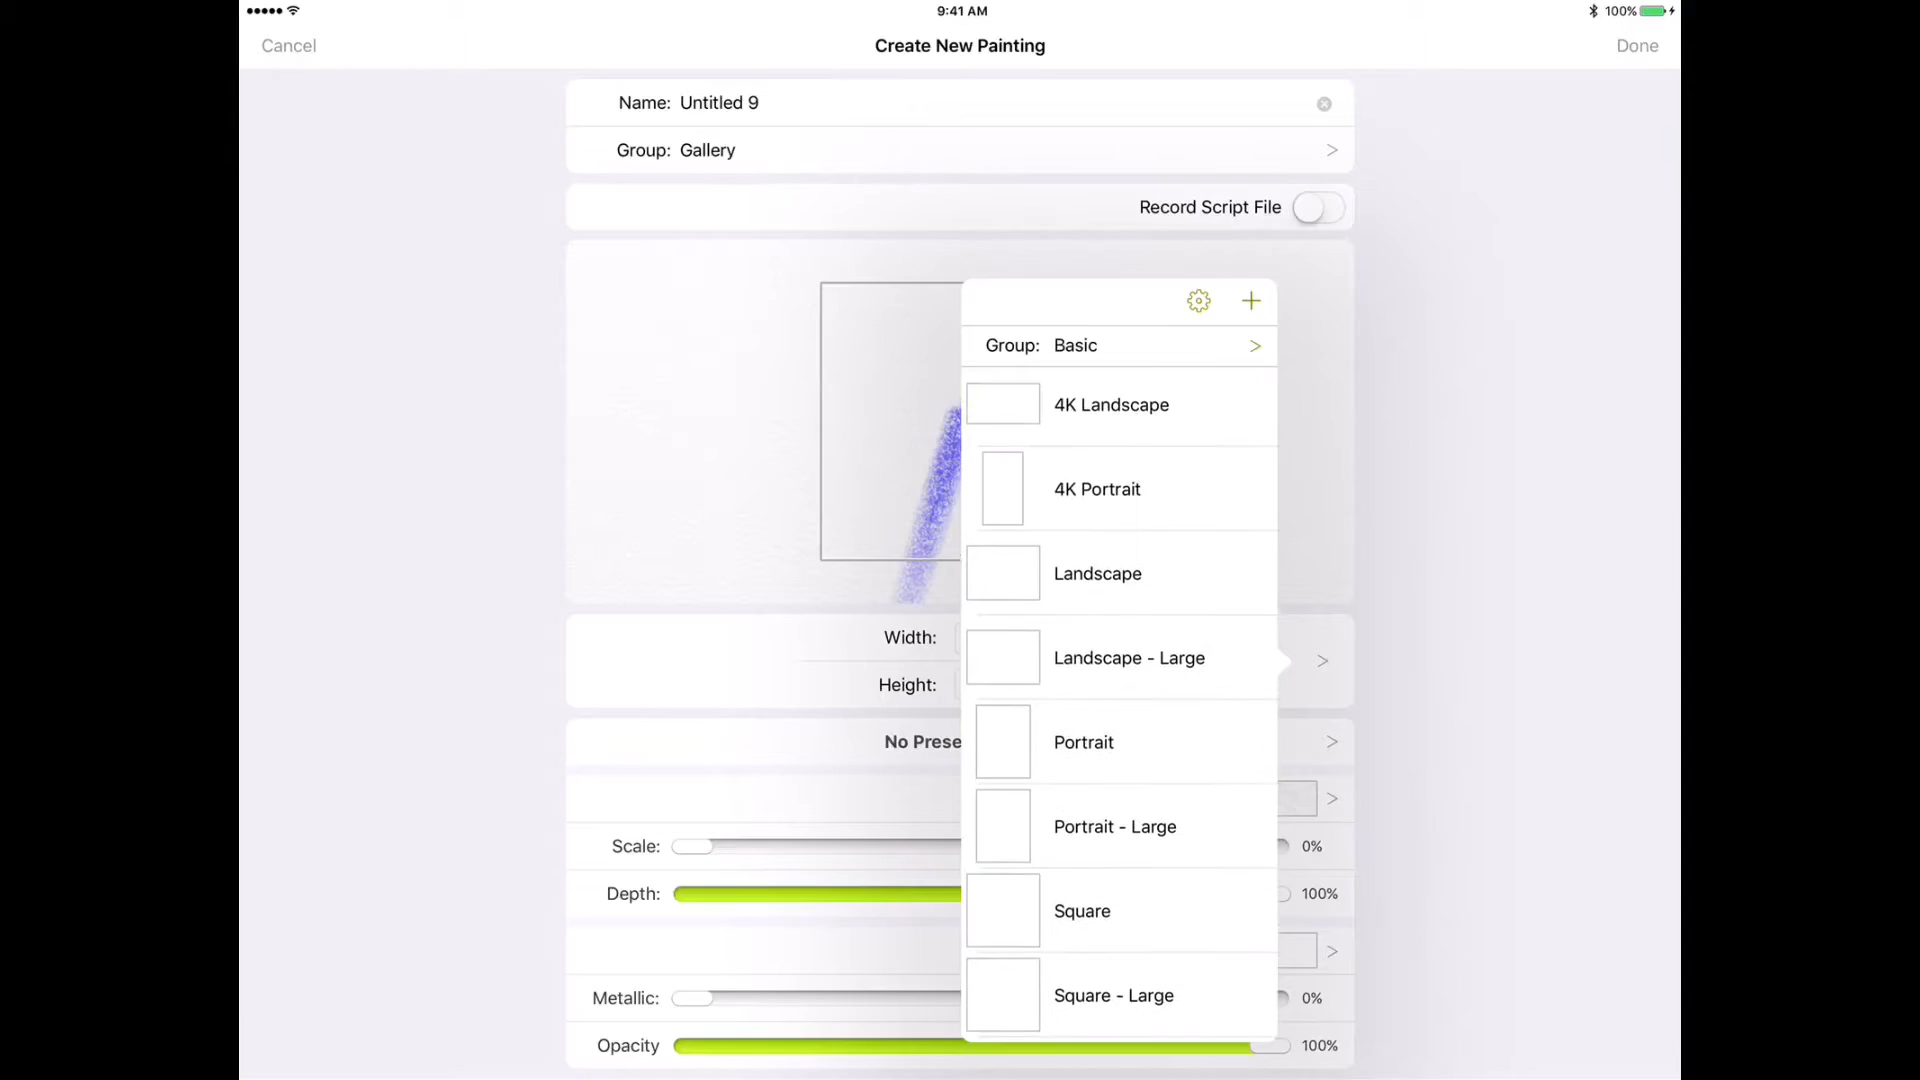 9:41 AM
100%
Cancel
Create New Painting
Done
Name: Untitled 9
Group: Gallery
Record Script File
Group: Basic
4K Landscape
4K Portrait
Landscape
Width:
Landscape - Large
Height:
No Prese
Portrait
Portrait - Large
Scale:
0%
Depth:
100%
Square
Metallic:
Square - Large
0%
Opacity
100%